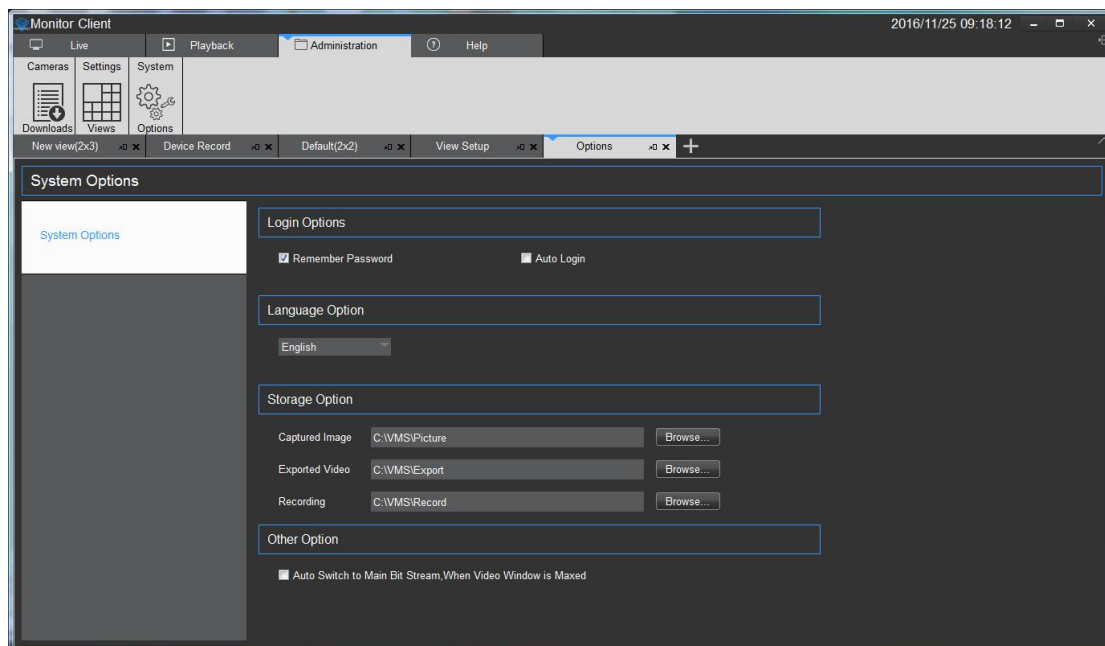 Monitor Client 2016/11/25 09:18:12
Live Playback Administration Help
Cameras Settings System
Downloads Views Options
New view(2x3) Device Record Default(2x2) View Setup Options
System Options
System Options
Login Options
Remember Password Auto Login
Language Option
English
Storage Option
Captured Image C:\VMS\Picture Browse...
Exported Video C:\VMS\Export Browse...
Recording C:\VMS\Record Browse...
Other Option
Auto Switch to Main Bit Stream,When Video Window is Maxed